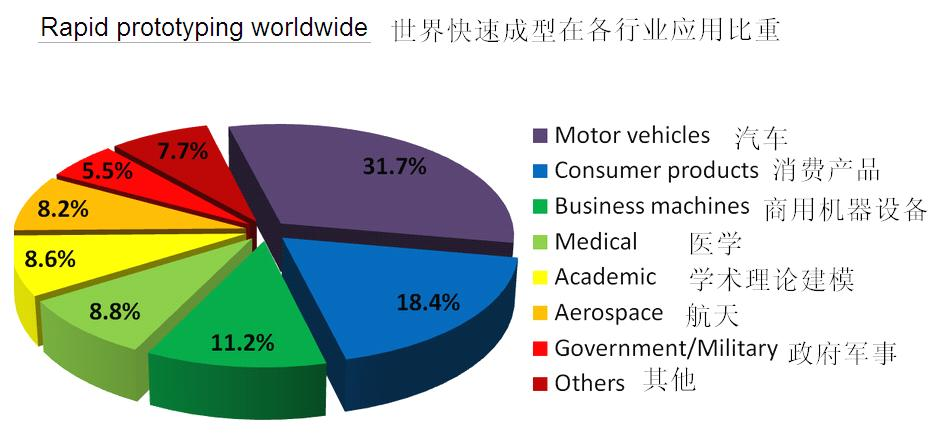 Rapid prototyping worldwide 世界快速成型在各行业应用比重
31.7%
18.4%
11.2%
8.8%
8.6%
8.2%
5.5%
7.7%
Motor vehicles 汽车
Consumer products 消费产品
Business machines 商用机器设备
Medical 医学
Academic 学术理论建模
Aerospace 航天
Government/Military 政府军事
Others 其他